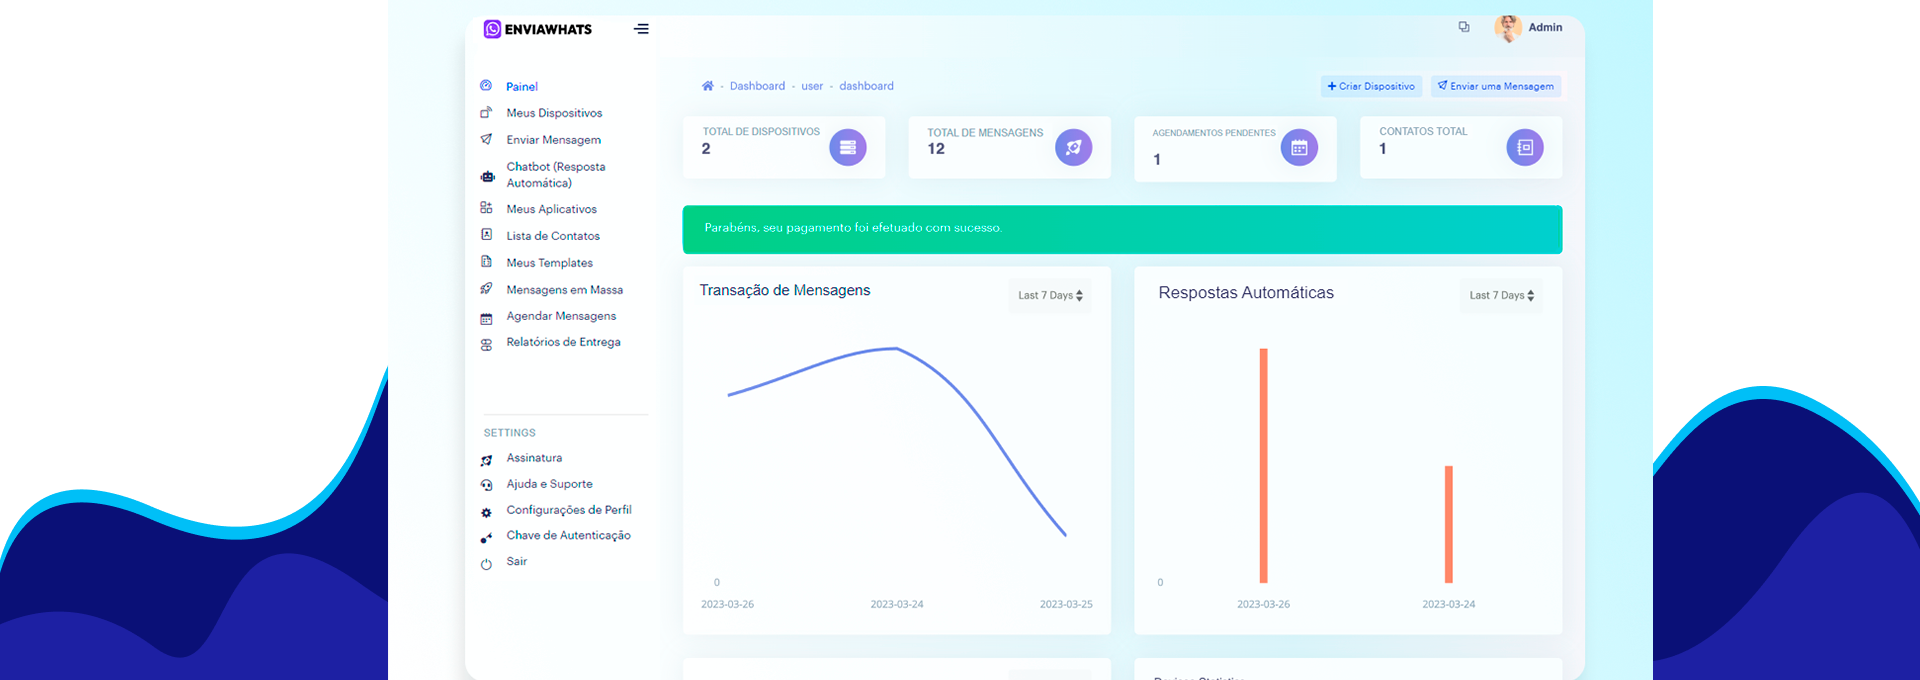 ENVIAWHATS
Admin
Painel
Meus Dispositivos
Enviar Mensagem
Chatbot (Resposta
Automática)
Meus Aplicativos
Lista de Contatos
Meus Templates
Mensagens em Massa
Agendar Mensagens
Relatórios de Entrega
SETTINGS
Assinatura
Ajuda e Suporte
Configurações de Perfil
Chave de Autenticação
Sair
Dashboard - user - dashboard
+ Criar Dispositivo
Enviar uma Mensagem
TOTAL DE DISPOSITIVOS
2
TOTAL DE MENSAGENS
12
AGENDAMENTOS PENDENTES
1
CONTATOS TOTAL
1
Parabéns, seu pagamento foi efetuado com sucesso.
Transação de Mensagens
Last 7 Days
0
2023-03-26 2023-03-24 2023-03-25
Respostas Automáticas
Last 7 Days
0
2023-03-26 2023-03-24